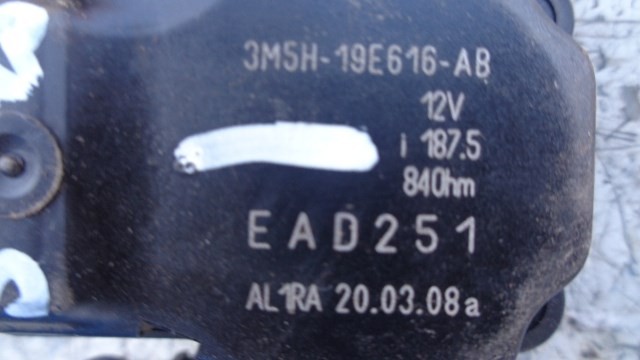 3M5H-19E616-AB
12V
i 187.5
84Ohm
EAD251
AL1RA 20.03.08a